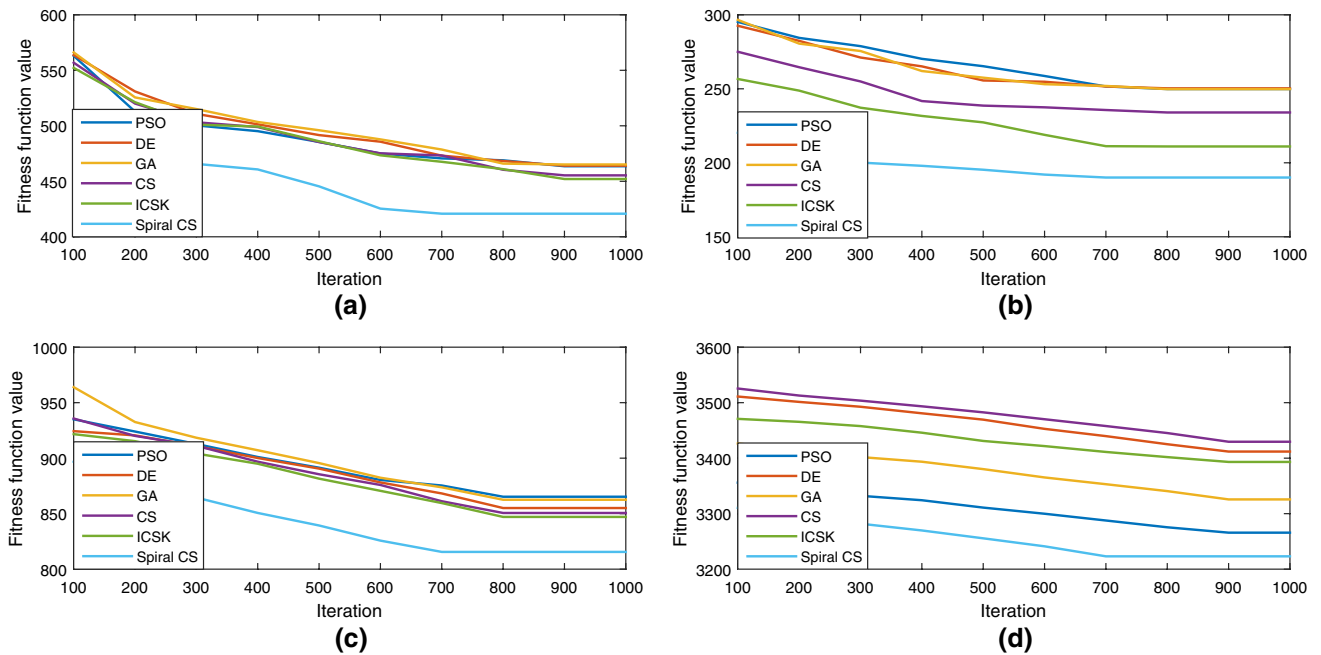 600
550
500
450
400
Fitness function value
PSO
DE
GA
CS
ICSK
Spiral CS
100 200 300 400 500 600 700 800 900 1000
Iteration
(a)
300
250
200
150
Fitness function value
PSO
DE
GA
CS
ICSK
Spiral CS
100 200 300 400 500 600 700 800 900 1000
Iteration
(b)
1000
950
900
850
800
Fitness function value
PSO
DE
GA
CS
ICSK
Spiral CS
100 200 300 400 500 600 700 800 900 1000
Iteration
(c)
3600
3500
3400
3300
3200
Fitness function value
PSO
DE
GA
CS
ICSK
Spiral CS
100 200 300 400 500 600 700 800 900 1000
Iteration
(d)